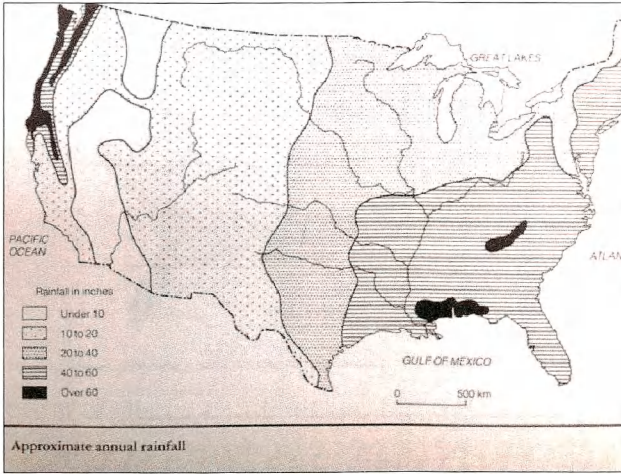 GREAT LAKES
PACIFIC
OCEAN
ATLAN
Rainfall in inches
Under 10
10 to 20
20 to 40
40 to 60
Over 60
GULF OF MEXICO
0 500 km
Approximate annual rainfall